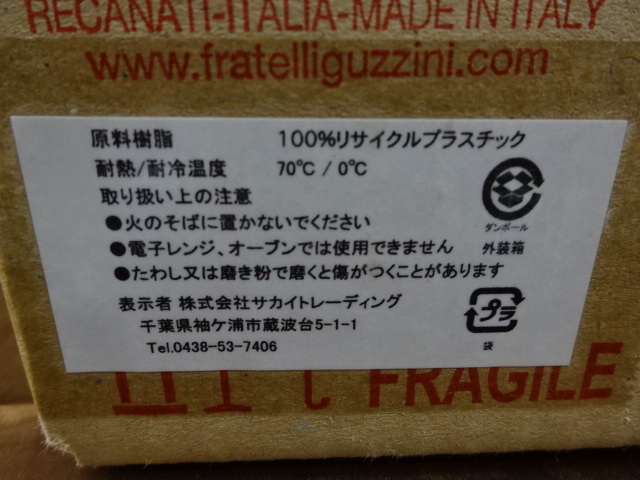 RECANATI-ITALIA-MADE IN ITALY
www.fratelliguzzini.com
原料樹脂 100%リサイクルプラスチック
耐熱/耐冷温度 70℃ / 0℃
取り扱い上の注意
●火のそばに置かないでください
●電子レンジ、オーブンでは使用できません
●たわし又は磨き粉で磨くと傷がつくことがあります
表示者 株式会社サカイトレーディング
千葉県袖ケ浦市蔵波台5-1-1
Tel.0438-53-7406
ダンボール
外装箱
プラ
袋
FRAGILE